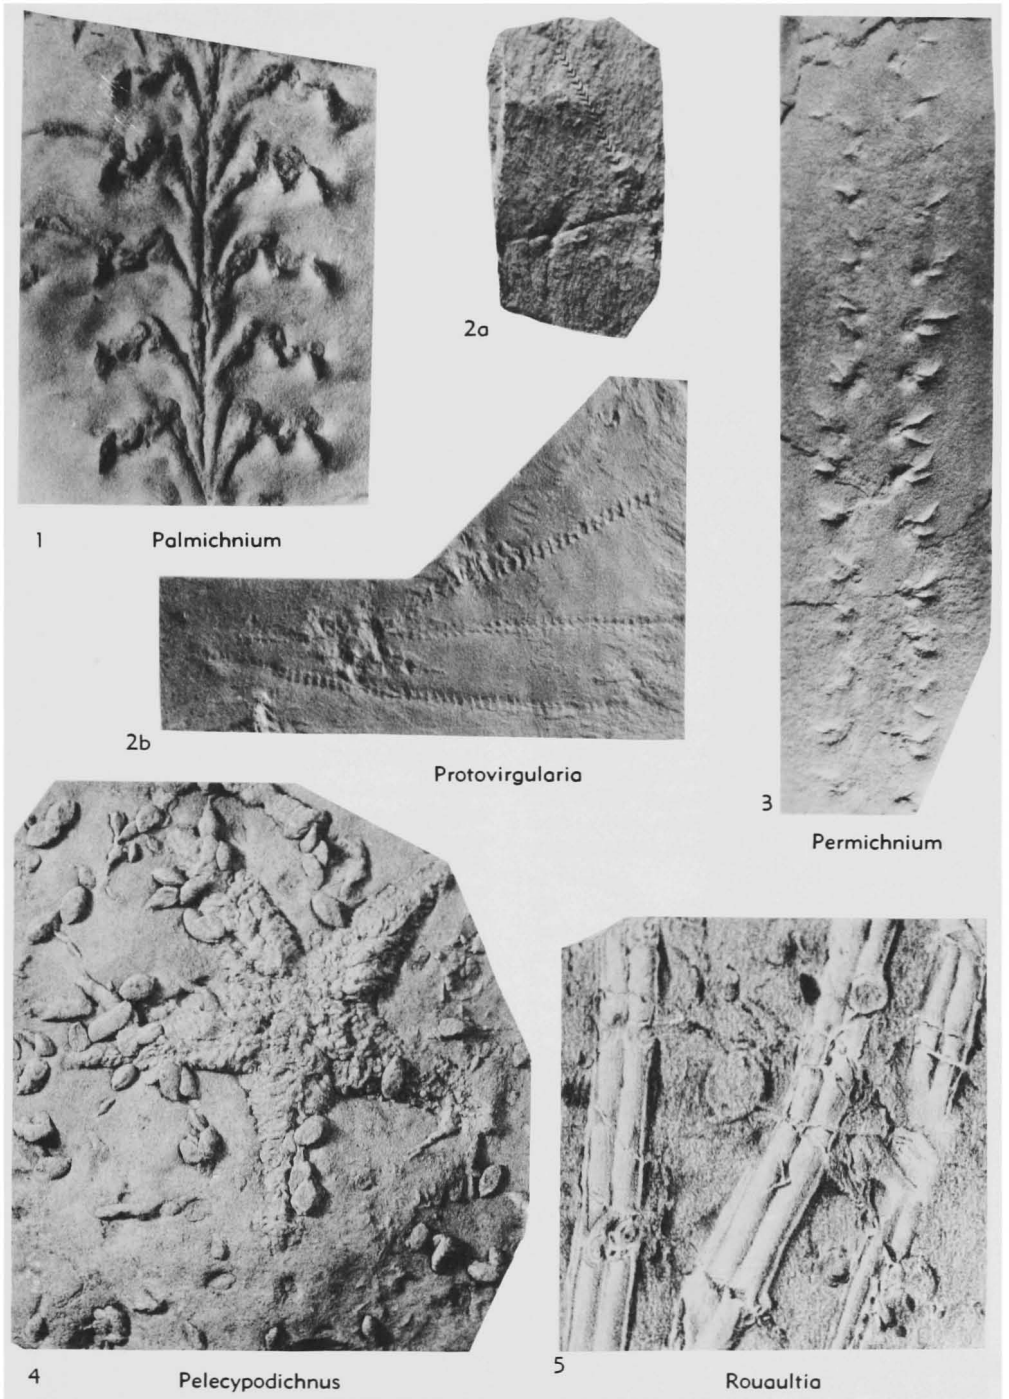 2a
1 Palmichnium
2b
Protovirgularia
3
Permichnium
4 Pelecypodichnus
5 Rouaultia